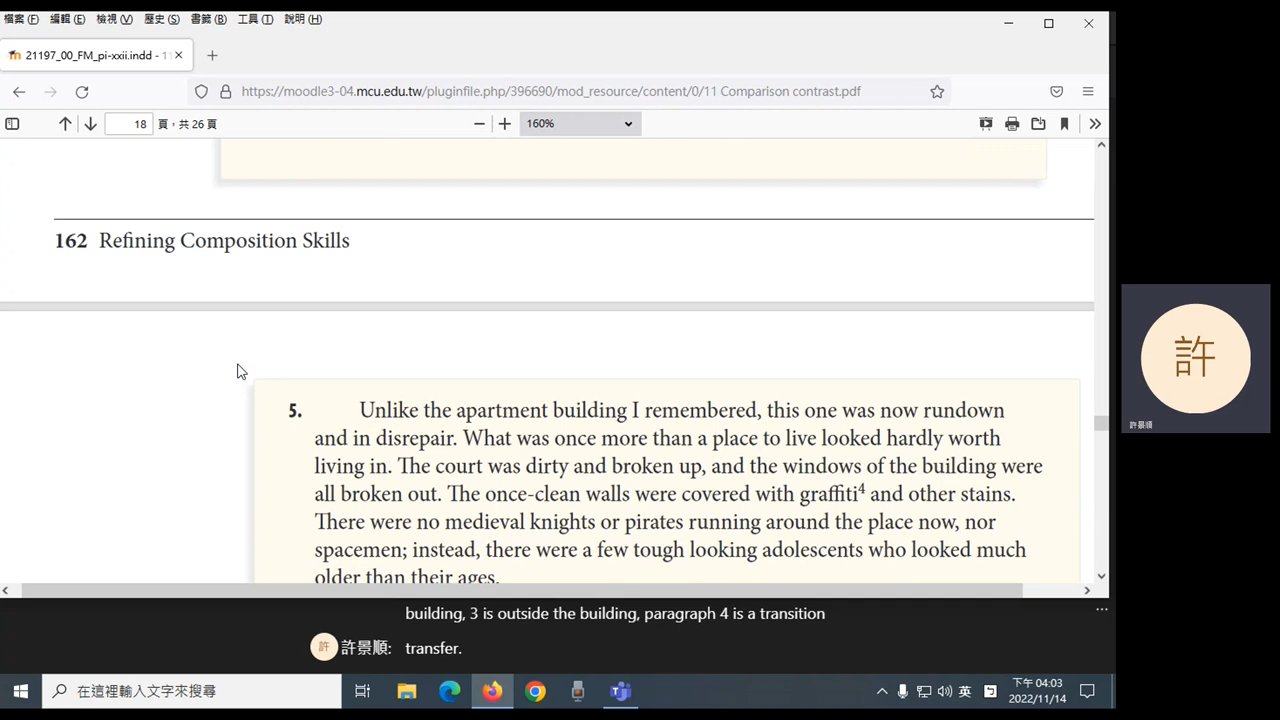 檔案(F) 編輯(E) 檢視(V) 歷史(S) 書籤(B) 工具(T) 說明(H)
21197_00_FM_pi-xxii.indd - 11
https://moodle3-04.mcu.edu.tw/pluginfile.php/396690/mod_resource/content/0/11 Comparison contrast.pdf
18 頁，共 26 頁
160%
162 Refining Composition Skills
5. Unlike the apartment building I remembered, this one was now rundown
and in disrepair. What was once more than a place to live looked hardly worth
living in. The court was dirty and broken up, and the windows of the building were
all broken out. The once-clean walls were covered with graffiti4 and other stains.
There were no medieval knights or pirates running around the place now, nor
spacemen; instead, there were a few tough looking adolescents who looked much
older than their ages.
許
許景順
building, 3 is outside the building, paragraph 4 is a transition
許 許景順: transfer.
在這裡輸入文字來搜尋
英
下午 04:03
2022/11/14